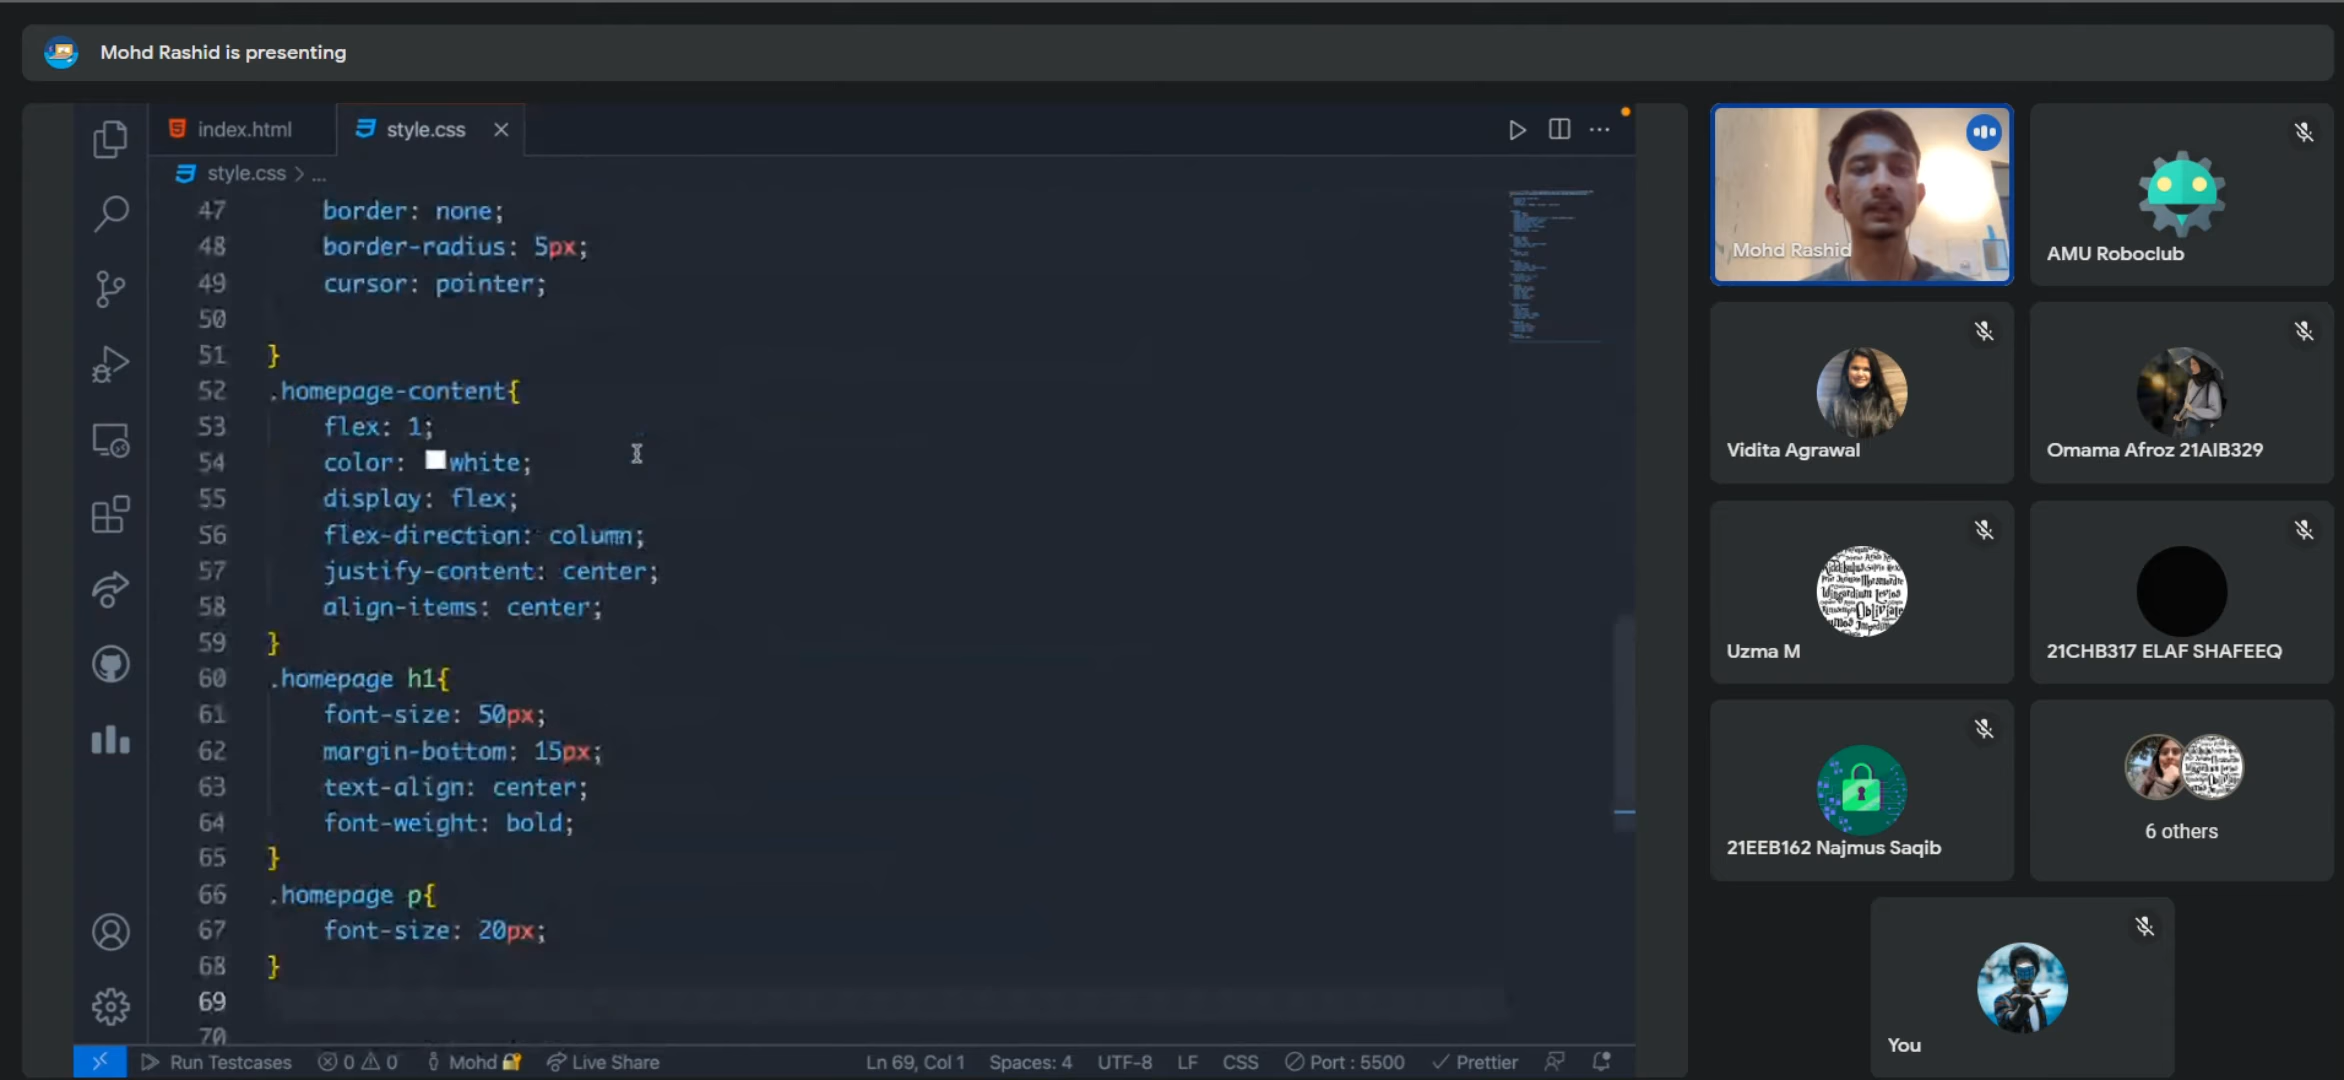 Mohd Rashid is presenting
index.html
style.css
style.css > ...
47 border: none;
48 border-radius: 5px;
49 cursor: pointer;
50
51 }
52 .homepage-content{
53 flex: 1;
54 color: white;
55 display: flex;
56 flex-direction: column;
57 justify-content: center;
58 align-items: center;
59 }
60 .homepage h1{
61 font-size: 50px;
62 margin-bottom: 15px;
63 text-align: center;
64 font-weight: bold;
65 }
66 .homepage p{
67 font-size: 20px;
68 }
69
70
Run Testcases 0 0 Mohd Live Share Ln 69, Col 1 Spaces: 4 UTF-8 LF CSS Port : 5500 Prettier
Mohd Rashid
AMU Roboclub
Vidita Agrawal
Omama Afroz 21AIB329
Uzma M
21CHB317 ELAF SHAFEEQ
21EEB162 Najmus Saqib
6 others
You